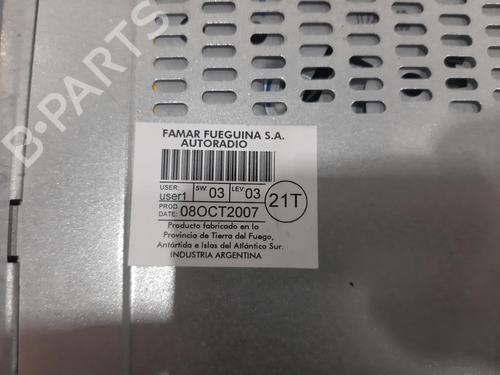 FAMAR FUEGUINA S.A.
AUTORADIO
USER: user1 SW: 03 LEV: 03
PROD DATE: 08OCT2007
21T
Producto fabricado en la
Provincia de Tierra del Fuego,
Antártida e Islas del Atlántico Sur.
INDUSTRIA ARGENTINA
B-PARTS